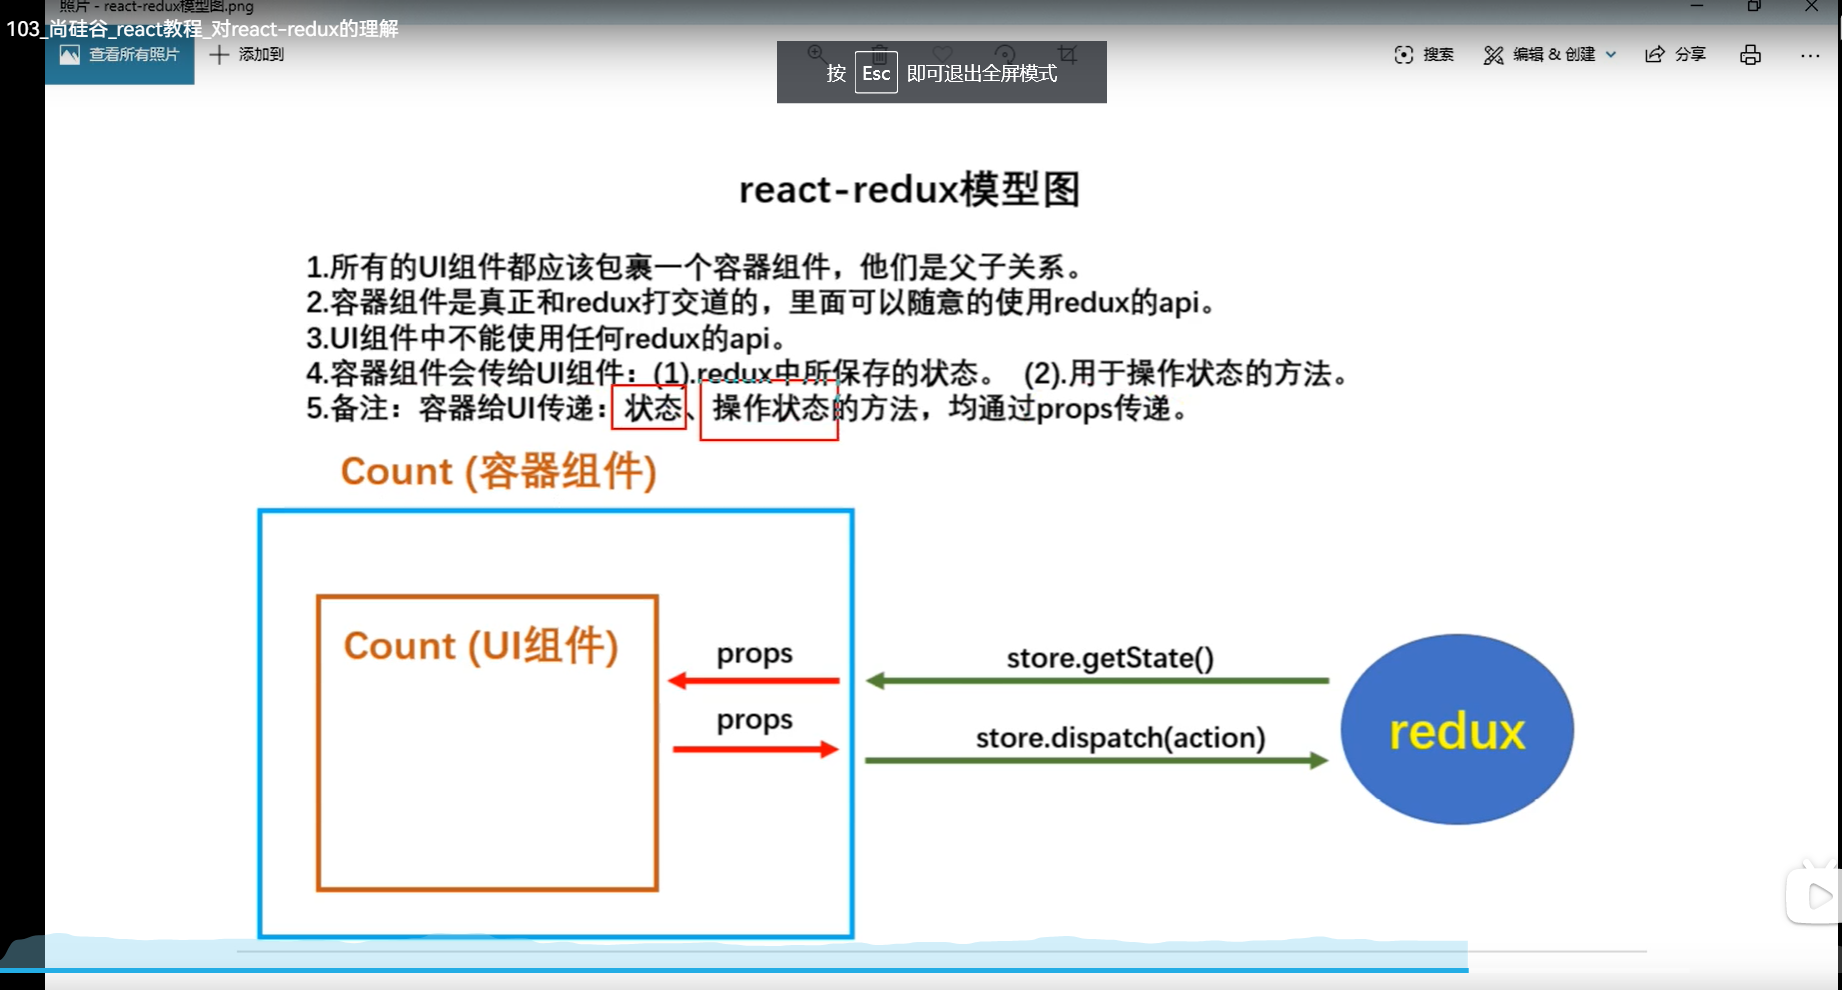 照片 - react-redux模型图.png
103_尚硅谷_react教程_对react-redux的理解
查看所有照片
添加到
按 Esc 即可退出全屏模式
搜索
编辑 & 创建
分享
react-redux模型图
1.所有的UI组件都应该包裹一个容器组件，他们是父子关系。
2.容器组件是真正和redux打交道的，里面可以随意的使用redux的api。
3.UI组件中不能使用任何redux的api。
4.容器组件会传给UI组件：(1).redux中所保存的状态。 (2).用于操作状态的方法。
5.备注：容器给UI传递：状态、操作状态的方法，均通过props传递。
Count (容器组件)
Count (UI组件)
props
props
store.getState()
store.dispatch(action)
redux